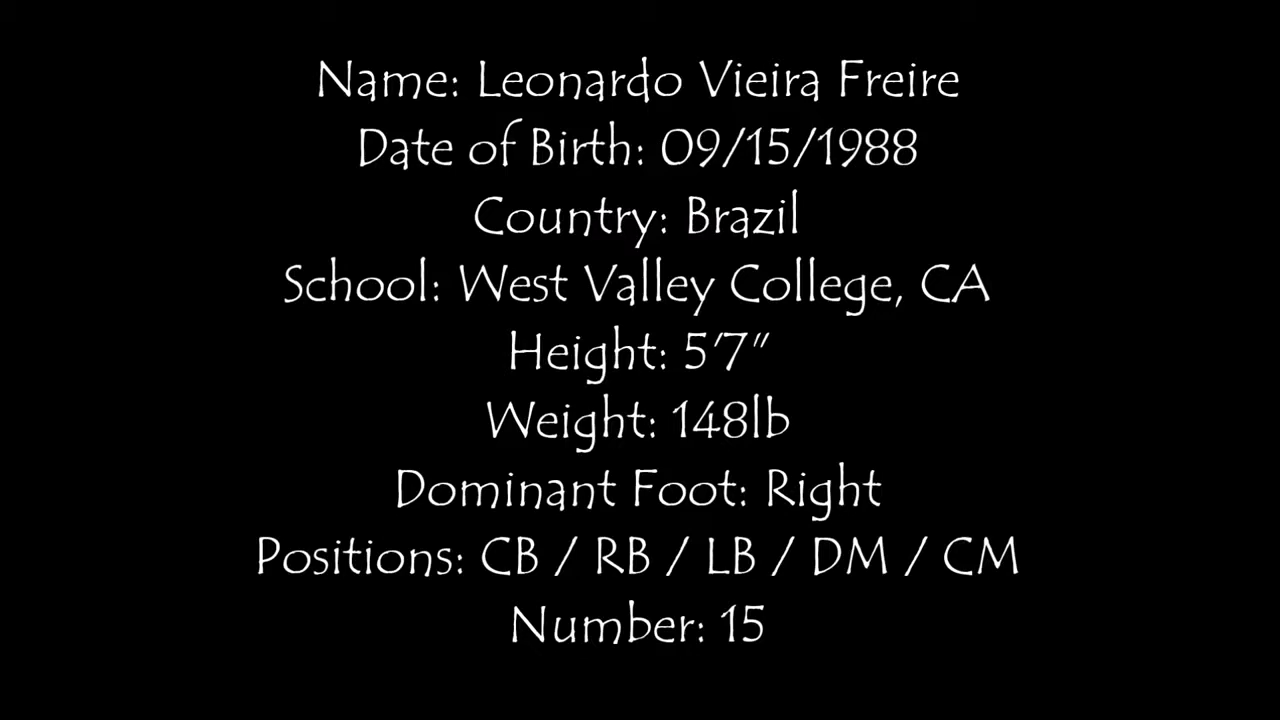 Name: Leonardo Vieira Freire
Date of Birth: 09/15/1988
Country: Brazil
School: West Valley College, CA
Height: 5'7"
Weight: 148lb
Dominant Foot: Right
Positions: CB / RB / LB / DM / CM
Number: 15